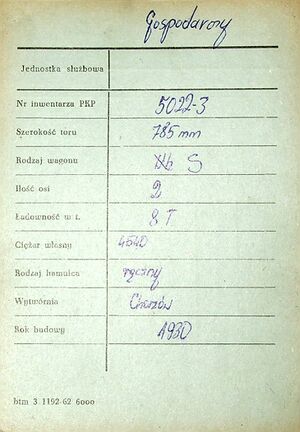 Gospodarczy
Jednostka służbowa
Nr inwentarza PKP 5022-3
Szerokość toru 785 mm
Rodzaj wagonu S
Ilość osi 2
Ładowność w t. 8 T
Ciężar własny 4540
Rodzaj hamulca ręczny
Wytwórnia Chorzów
Rok budowy 1930
btm 3 1192-62 6000